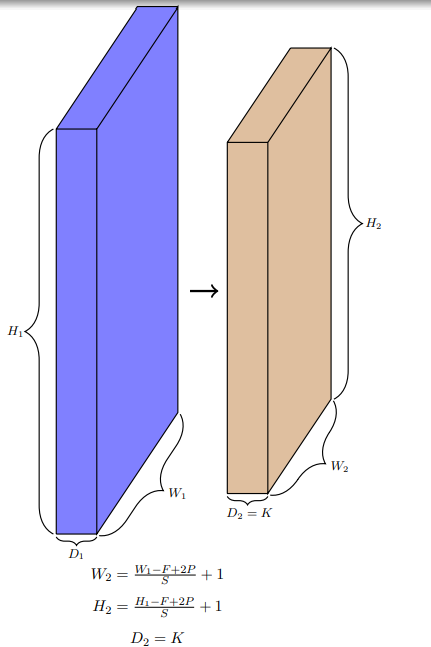 H₁
H₂
W₂
W₁
D₂ = K
D₁
W₂ = (W₁−F+2P)/S + 1
H₂ = (H₁−F+2P)/S + 1
D₂ = K